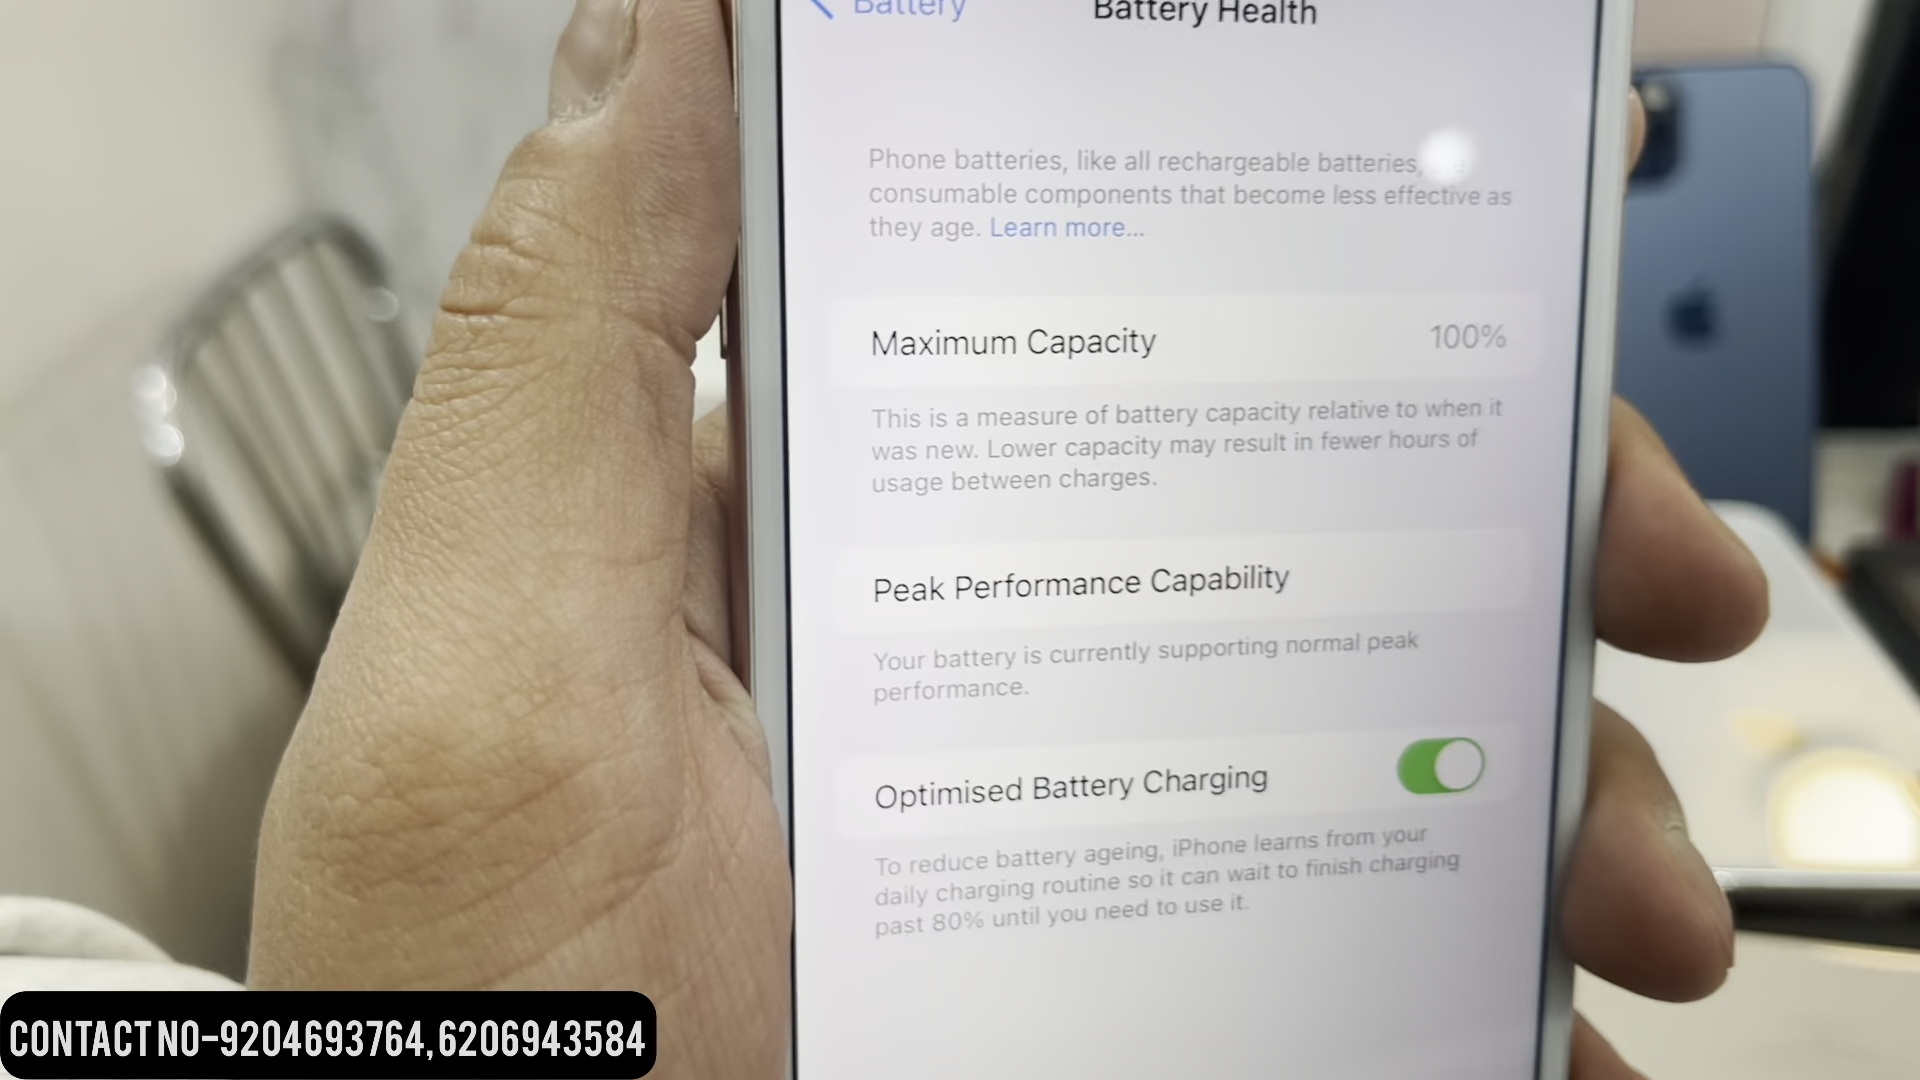 Battery
Battery Health
Phone batteries, like all rechargeable batteries,
consumable components that become less effective as
they age. Learn more...
Maximum Capacity 100%
This is a measure of battery capacity relative to when it
was new. Lower capacity may result in fewer hours of
usage between charges.
Peak Performance Capability
Your battery is currently supporting normal peak
performance.
Optimised Battery Charging
To reduce battery ageing, iPhone learns from your
daily charging routine so it can wait to finish charging
past 80% until you need to use it.
CONTACT NO-9204693764, 6206943584